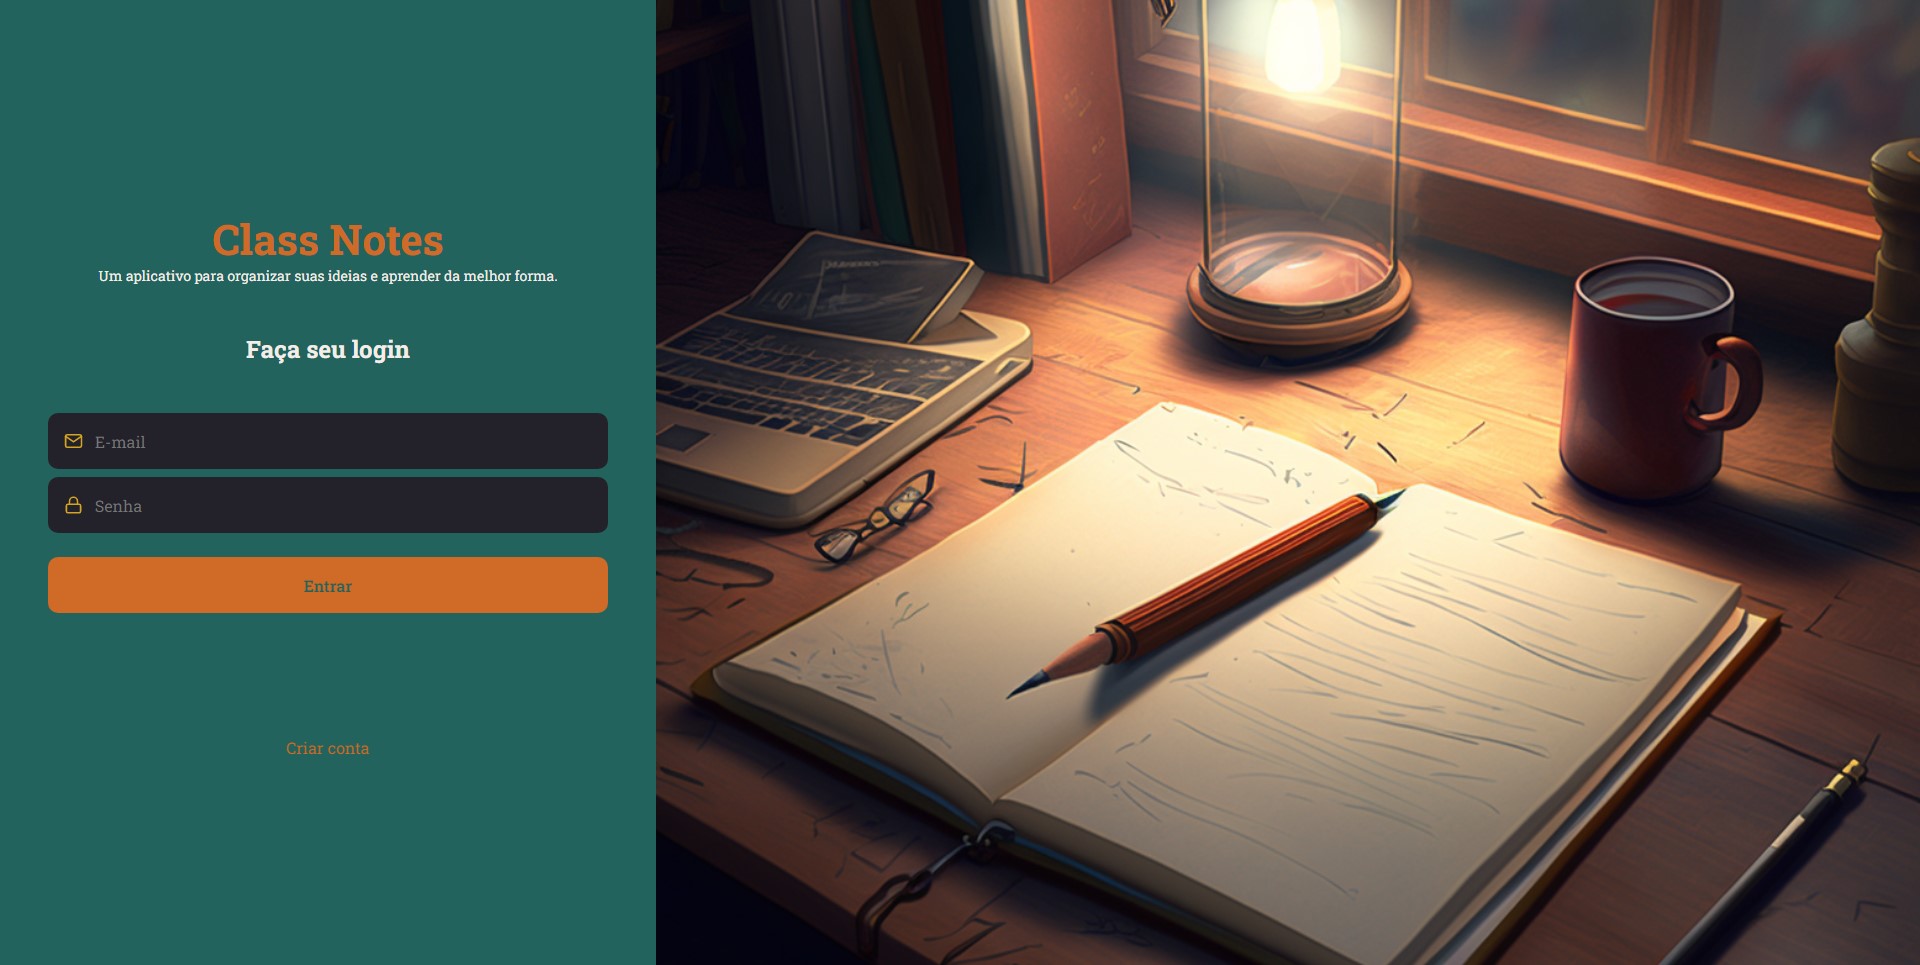 Class Notes
Um aplicativo para organizar suas ideias e aprender da melhor forma.
Faça seu login
E-mail
Senha
Entrar
Criar conta